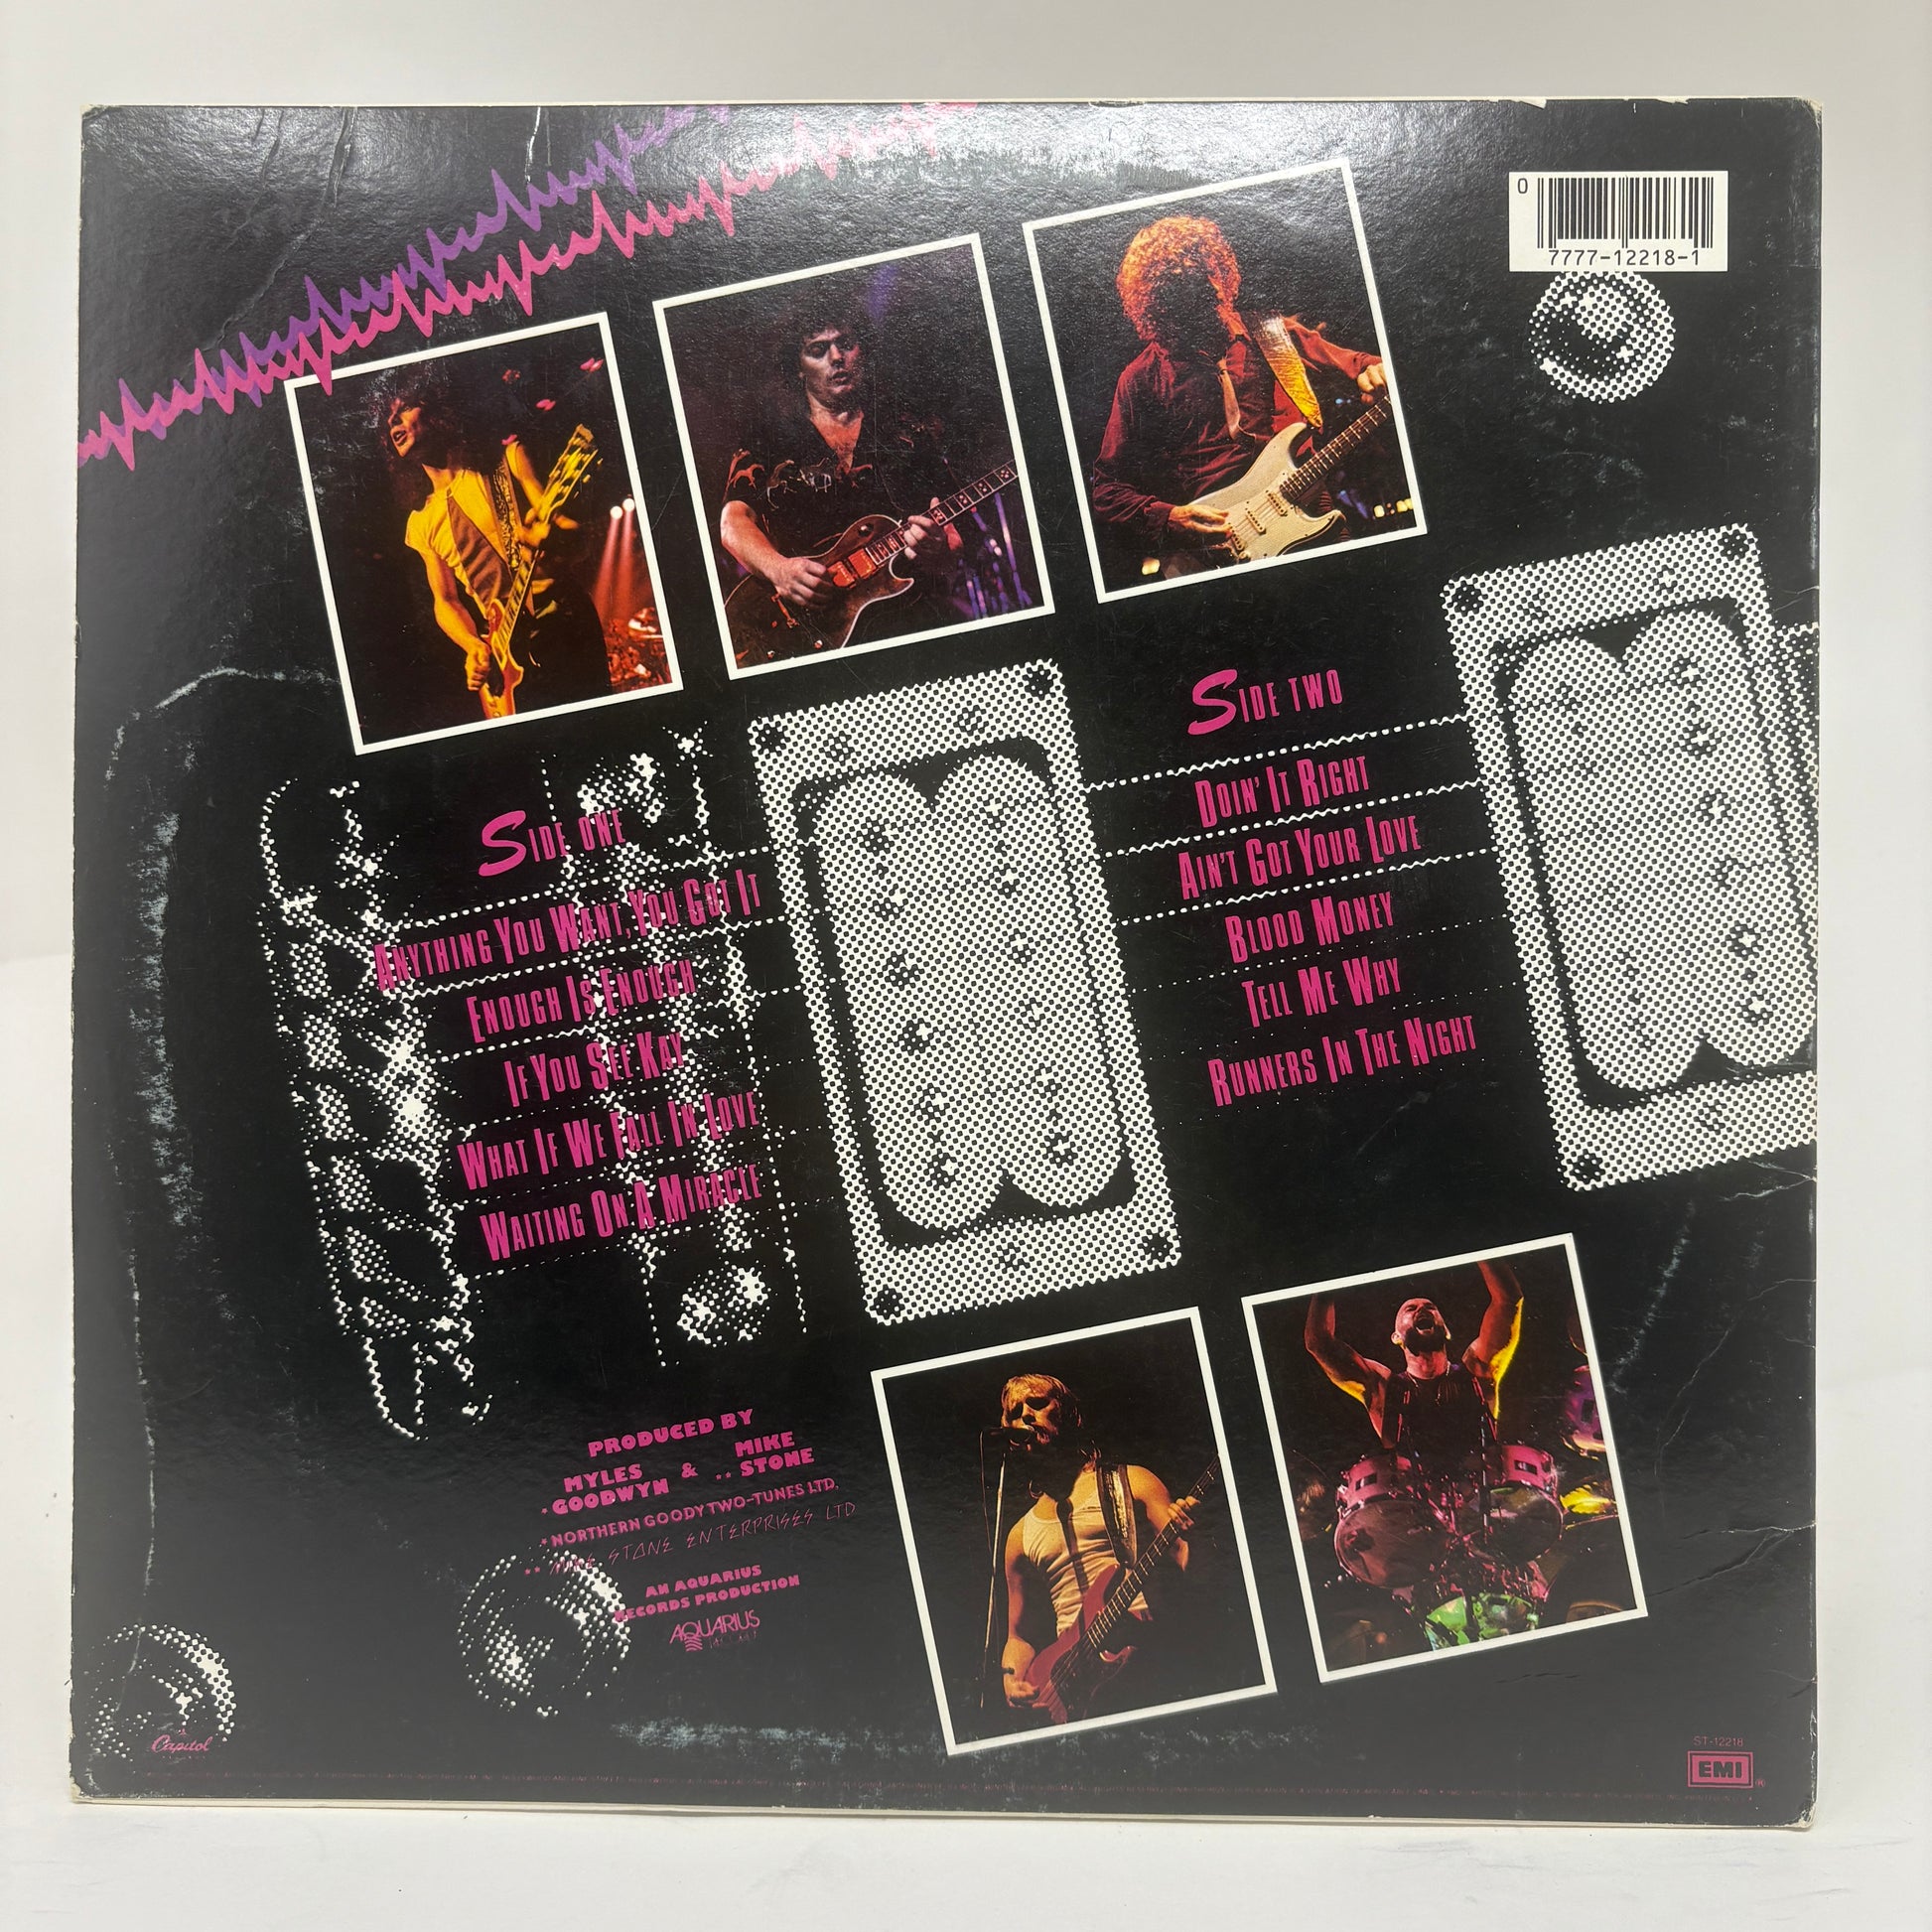 0
7777-12218-1
SIDE ONE
ANYTHING YOU WANT, YOU GOT IT
ENOUGH IS ENOUGH
IF YOU SEE KAY
WHAT IF WE FALL IN LOVE
WAITING ON A MIRACLE
SIDE TWO
DOIN' IT RIGHT
AIN'T GOT YOUR LOVE
BLOOD MONEY
TELL ME WHY
RUNNERS IN THE NIGHT
PRODUCED BY
MYLES & MIKE
•GOODWYN ••STONE
•NORTHERN GOODY TWO-TUNES LTD.
••MIKE STONE ENTERPRISES LTD
AN AQUARIUS
RECORDS PRODUCTION
AQUARIUS
Capitol
ST-12218
EMI
®